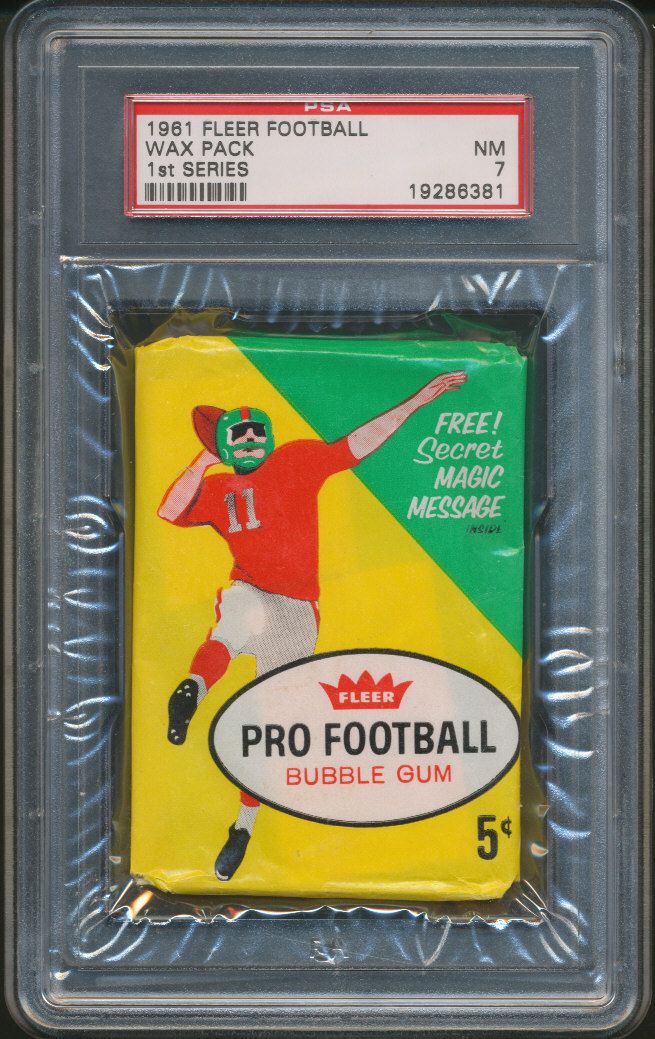 PSA
1961 FLEER FOOTBALL
WAX PACK NM
1st SERIES 7
19286381
FREE!
Secret
MAGIC
MESSAGE
INSIDE
11
FLEER
PRO FOOTBALL
BUBBLE GUM
5¢